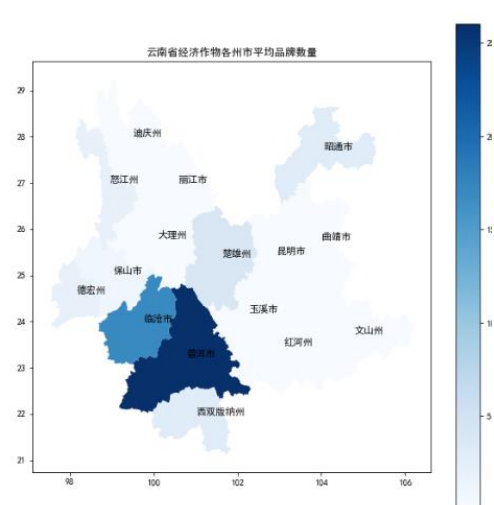 云南省经济作物各州市平均品牌数量
29
28
27
26
25
24
23
22
21
98
100
102
104
106
迪庆州
昭通市
怒江州
丽江市
大理州
曲靖市
楚雄州
昆明市
保山市
德宏州
玉溪市
临沧市
文山州
红河州
普洱市
西双版纳州
5